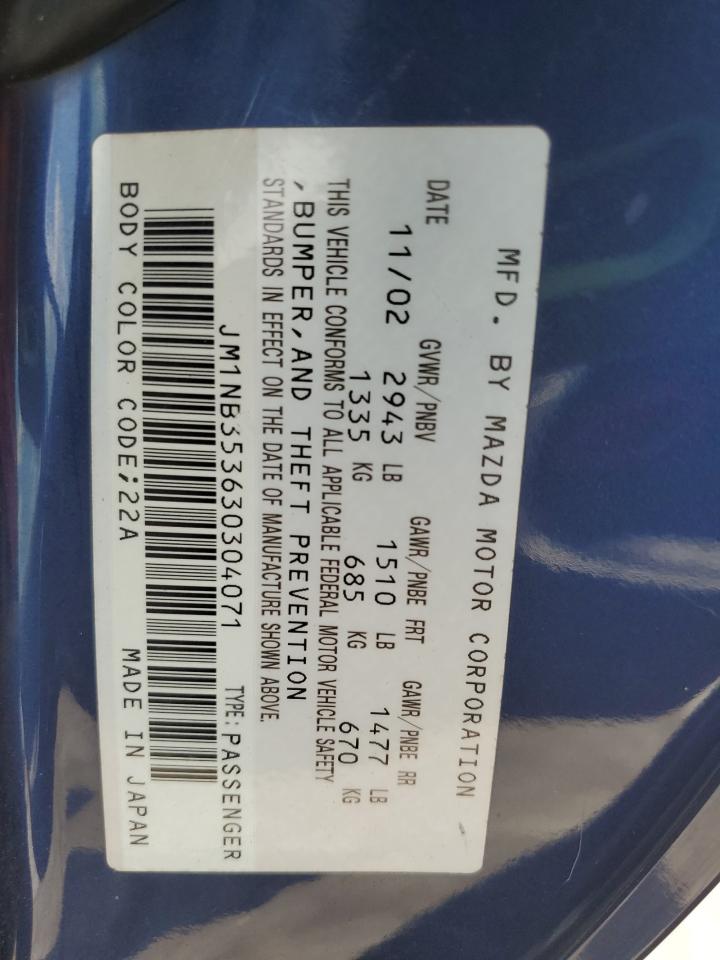 MFD. BY MAZDA MOTOR CORPORATION
DATE GVWR/PNBV GAWR/PNBE FRT GAWR/PNBE RR
11/02 2943 LB 1510 LB 1477 LB
1335 KG 685 KG 670 KG
THIS VEHICLE CONFORMS TO ALL APPLICABLE FEDERAL MOTOR VEHICLE SAFETY
,BUMPER,AND THEFT PREVENTION
STANDARDS IN EFFECT ON THE DATE OF MANUFACTURE SHOWN ABOVE.
JM1NB353630304071 TYPE:PASSENGER
BODY COLOR CODE;22A MADE IN JAPAN